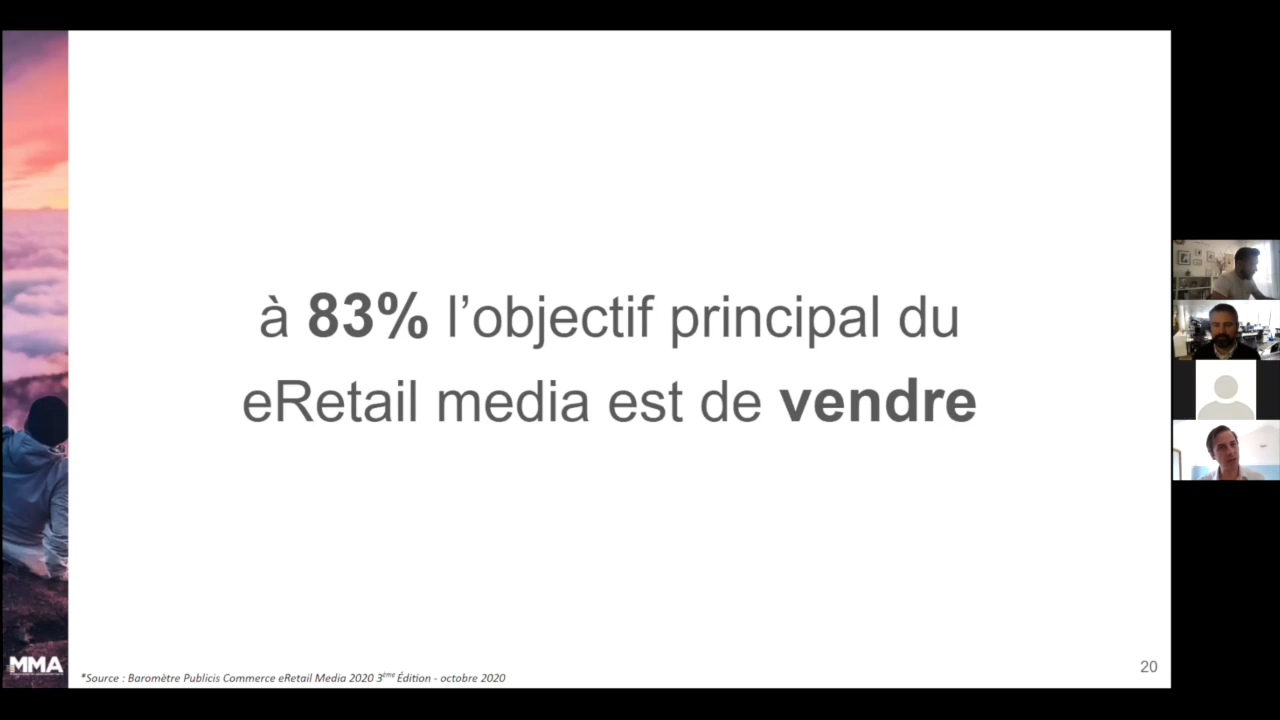 à 83% l’objectif principal du
eRetail media est de vendre
MMA
*Source : Baromètre Publicis Commerce eRetail Media 2020 3ème Édition - octobre 2020
20